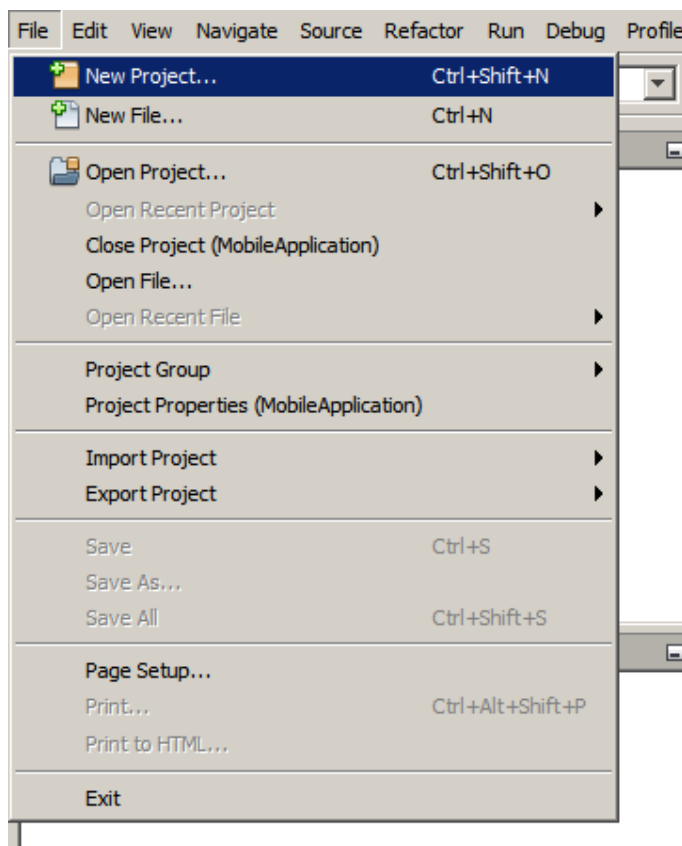 File Edit View Navigate Source Refactor Run Debug Profile
New Project... Ctrl+Shift+N
New File... Ctrl+N
Open Project... Ctrl+Shift+O
Open Recent Project
Close Project (MobileApplication)
Open File...
Open Recent File
Project Group
Project Properties (MobileApplication)
Import Project
Export Project
Save Ctrl+S
Save As...
Save All Ctrl+Shift+S
Page Setup...
Print... Ctrl+Alt+Shift+P
Print to HTML...
Exit